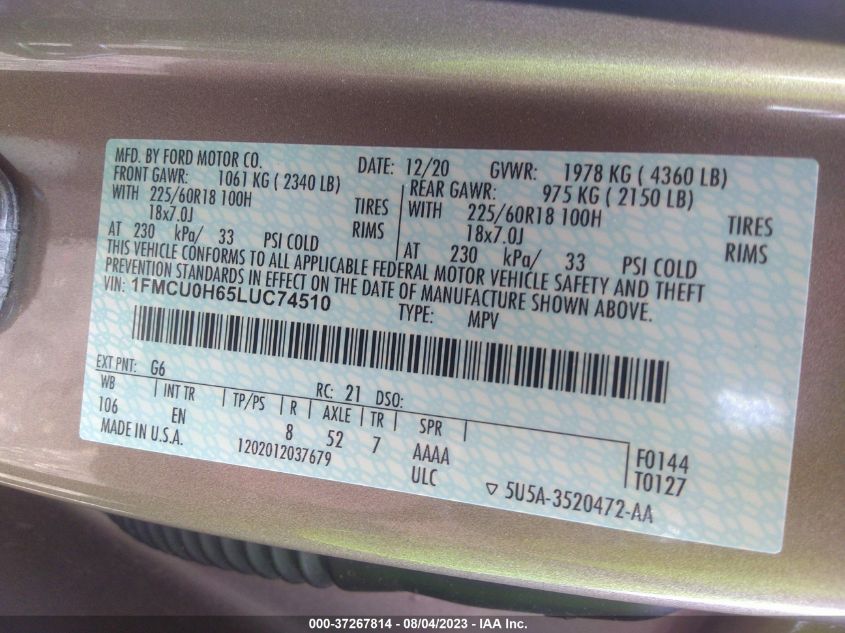 MFD. BY FORD MOTOR CO. DATE: 12/20 GVWR: 1978 KG ( 4360 LB)
FRONT GAWR: 1061 KG ( 2340 LB) REAR GAWR: 975 KG ( 2150 LB)
WITH 225/60R18 100H TIRES WITH 225/60R18 100H TIRES
18x7.0J RIMS 18x7.0J RIMS
AT 230 kPa/ 33 PSI COLD AT 230 kPa/ 33 PSI COLD
THIS VEHICLE CONFORMS TO ALL APPLICABLE FEDERAL MOTOR VEHICLE SAFETY AND THEFT
PREVENTION STANDARDS IN EFFECT ON THE DATE OF MANUFACTURE SHOWN ABOVE.
VIN: 1FMCU0H65LUC74510 TYPE: MPV
EXT PNT: G6 RC: 21 DSO:
WB INT TR TP/PS R AXLE TR SPR
106 EN 8 52 7 AAAA F0144
MADE IN U.S.A. 1202012037679 ULC T0127
▽ 5U5A-3520472-AA
000-37267814 - 08/04/2023 - IAA Inc.